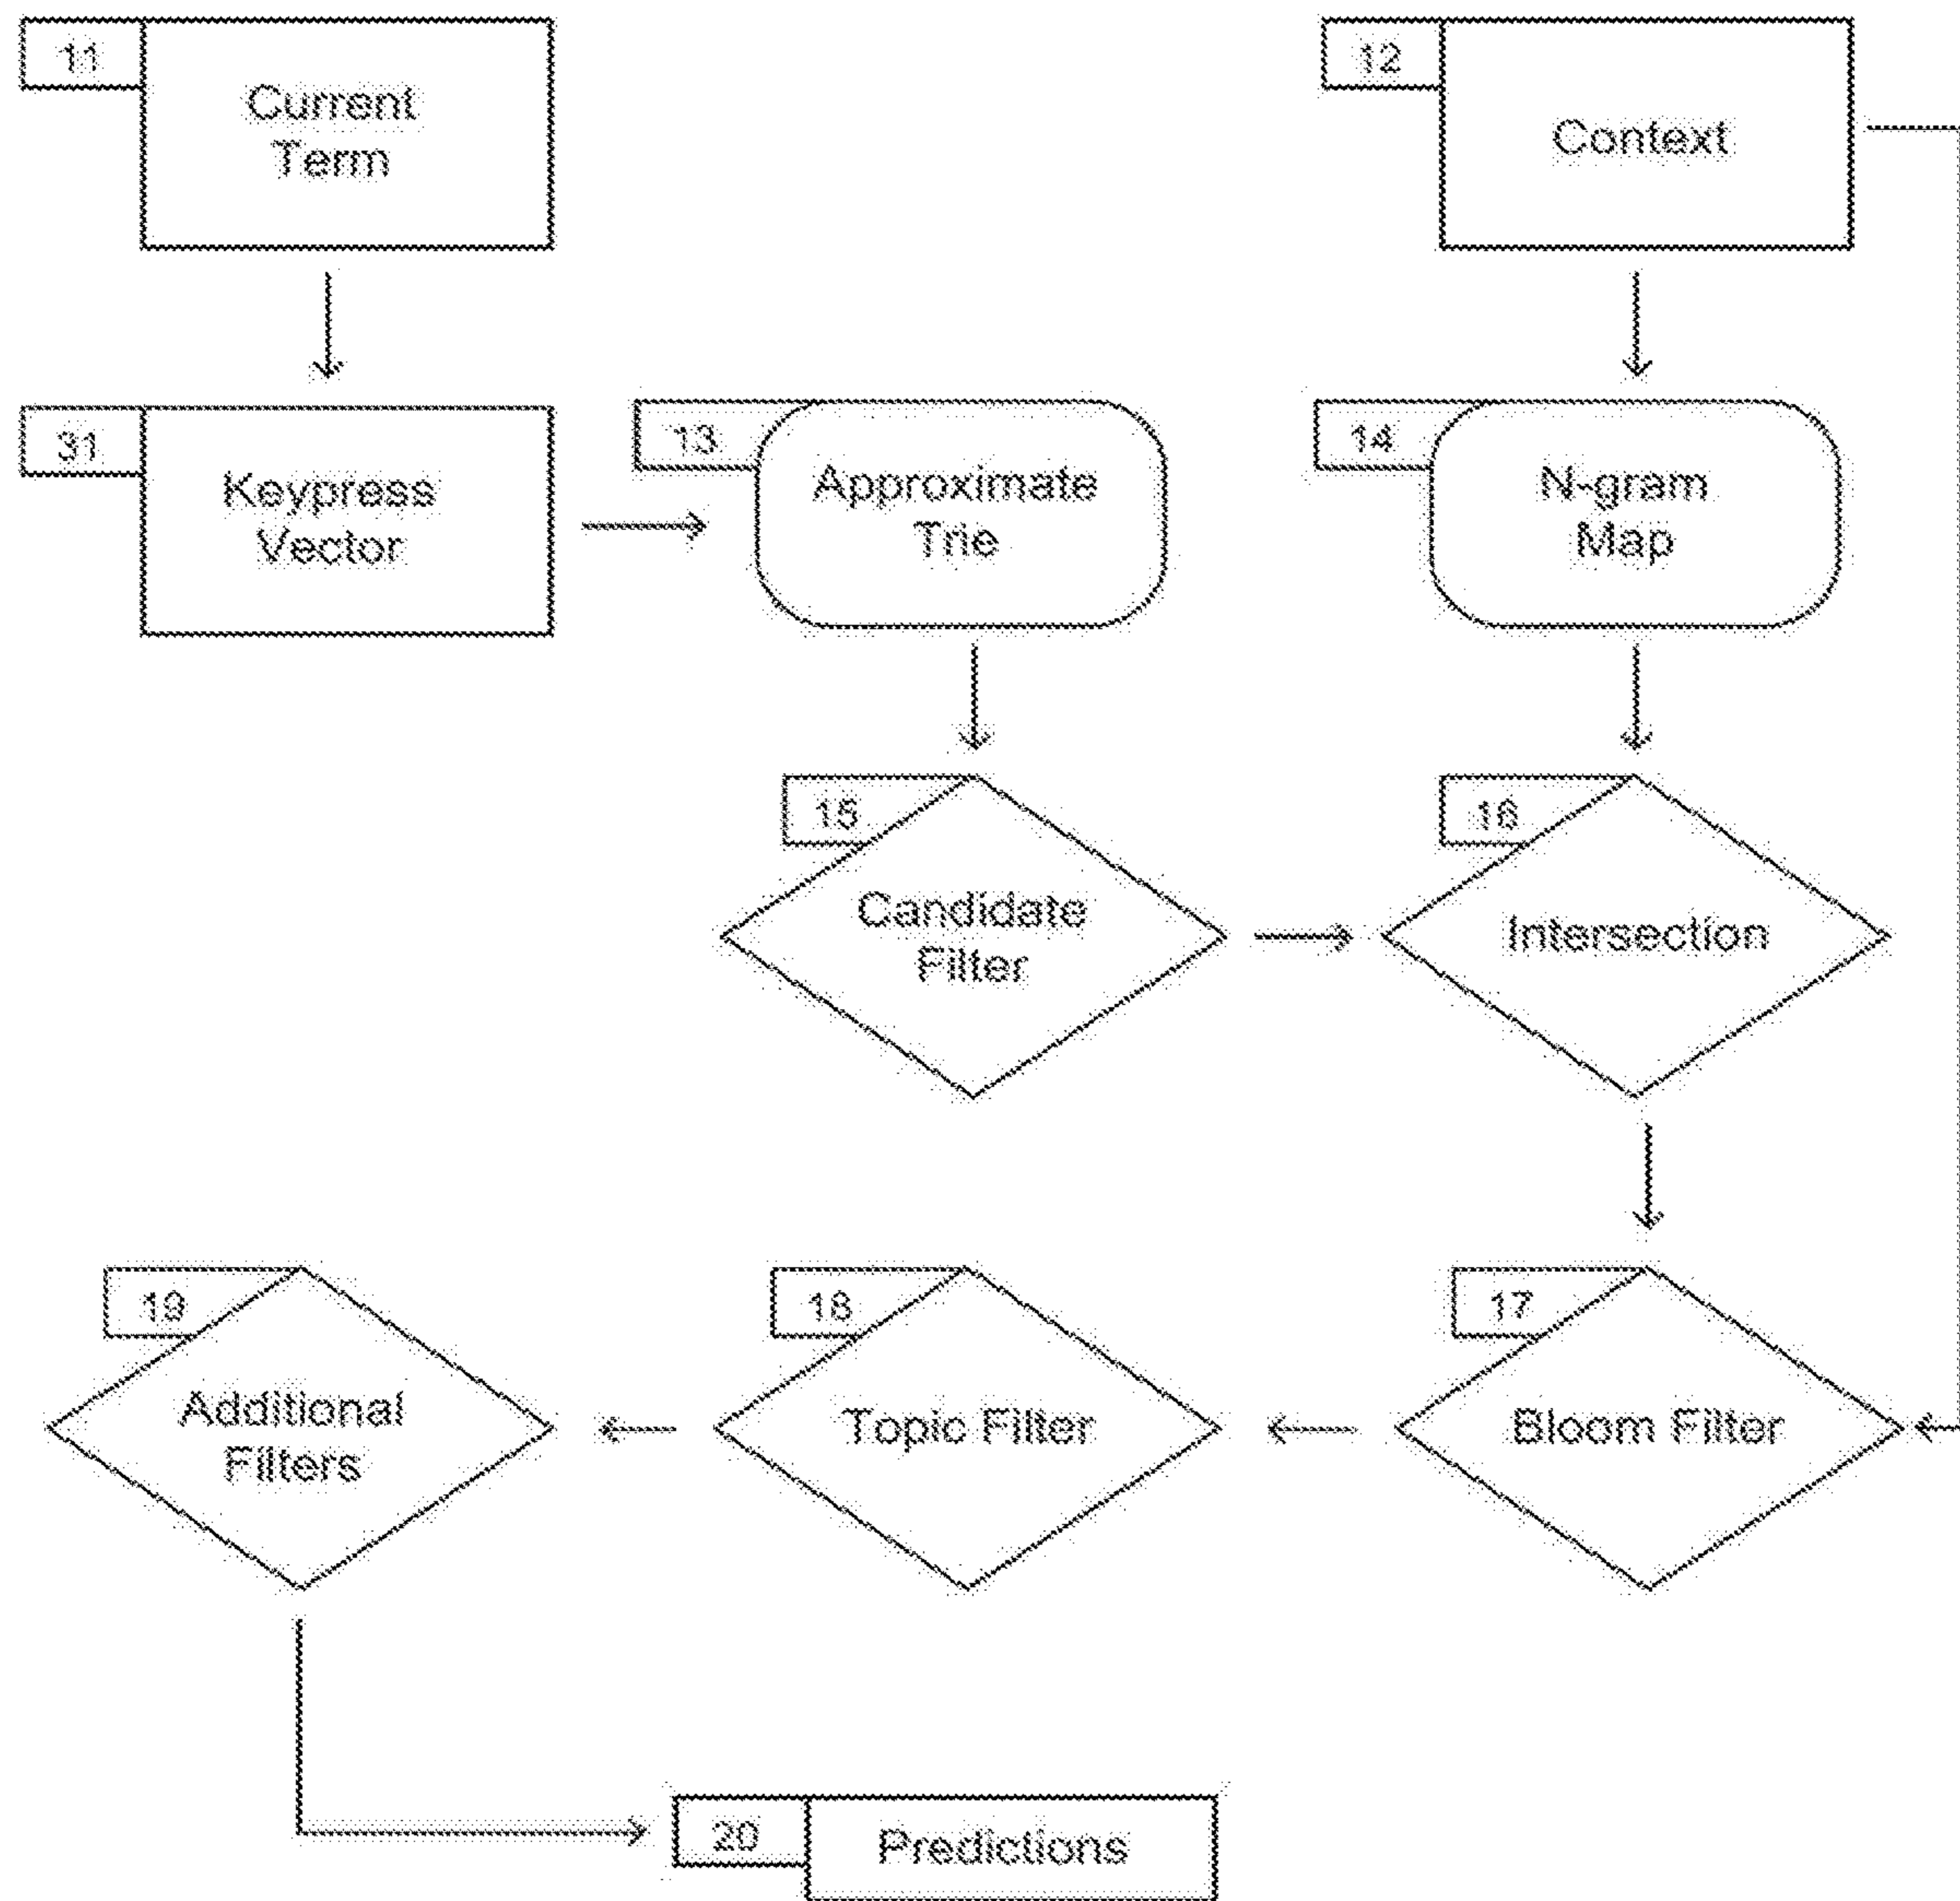 11
Current
Term
12
Context
31
Keypress
Vector
13
Approximate
Trie
14
N-gram
Map
15
Candidate
Filter
16
Intersection
19
Additional
Filters
18
Topic Filter
17
Bloom Filter
20
Predictions